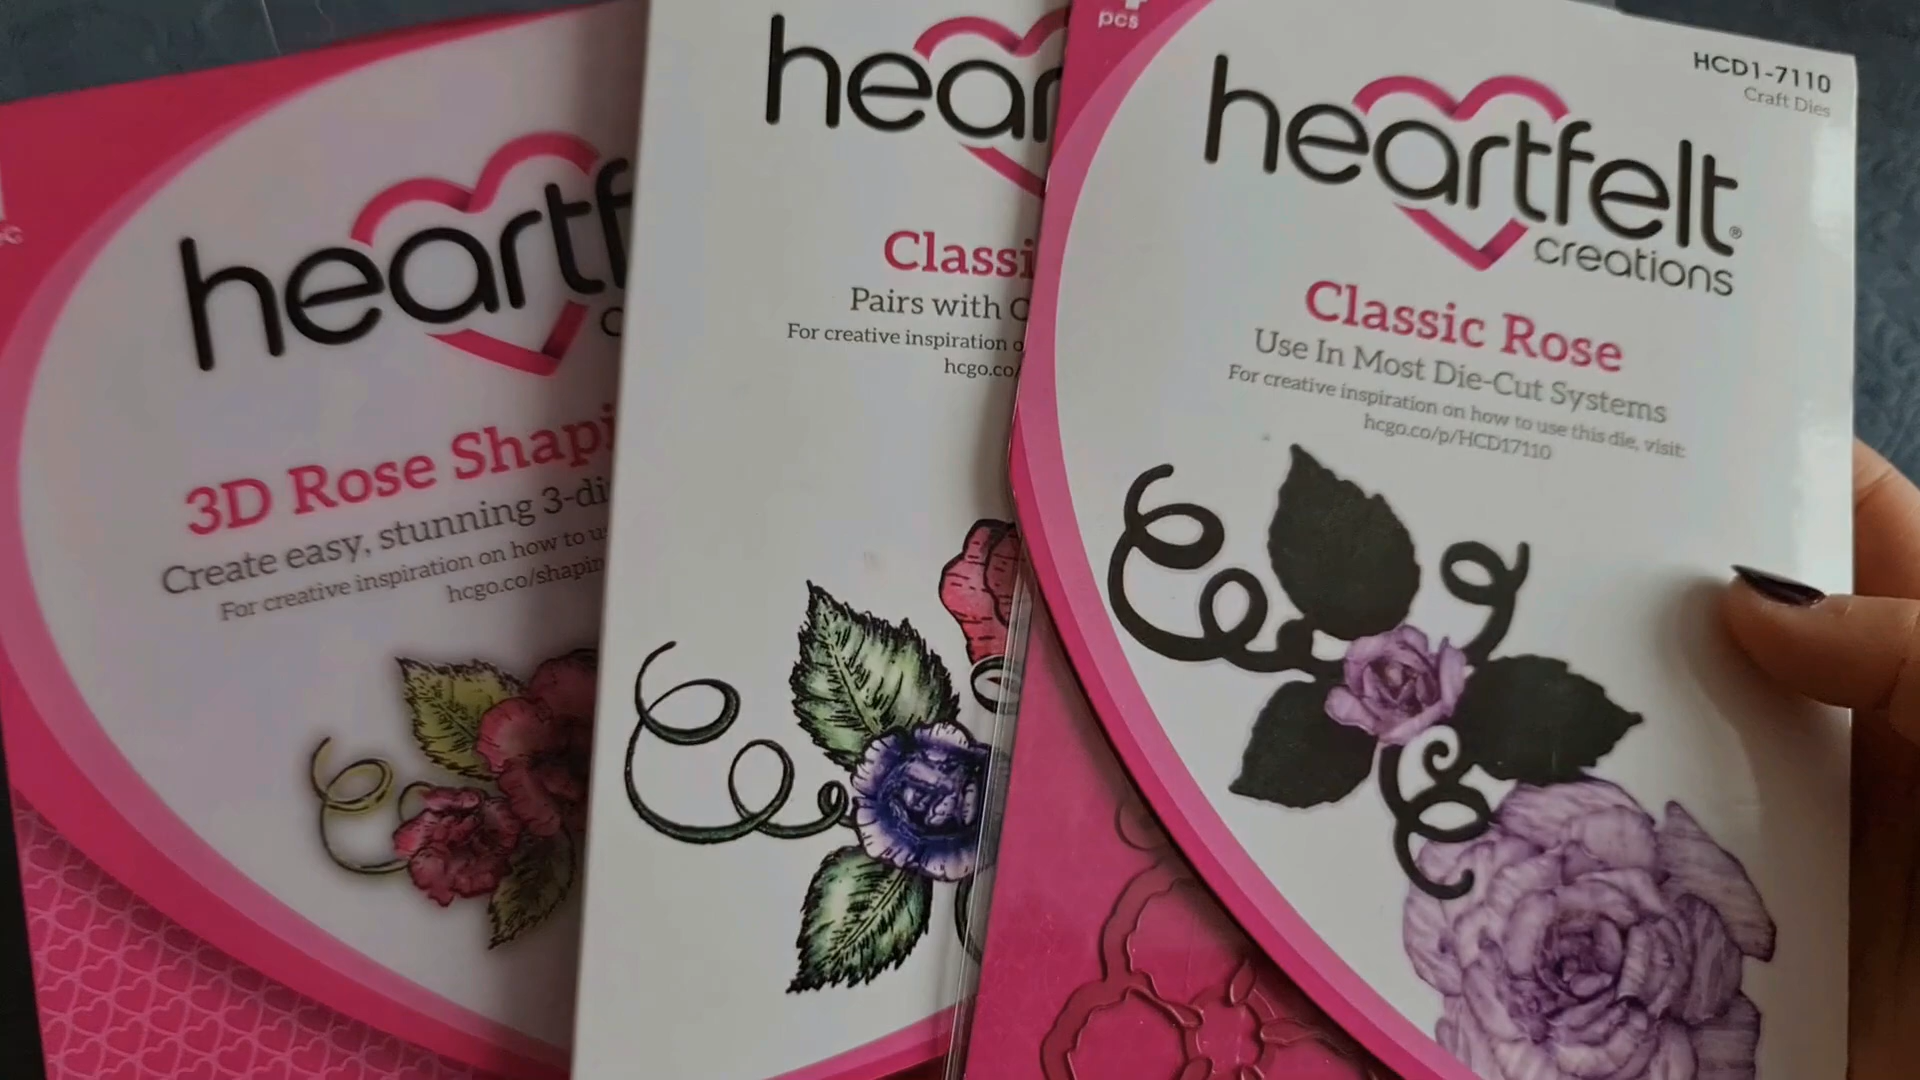 heartf
3D Rose Shapi
Create easy, stunning 3-di
For creative inspiration on how to u
hcgo.co/shapin
hear
Classi
Pairs with C
For creative inspiration o
hcgo.co/
pcs
HCD1-7110
Craft Dies
heartfelt®
creations
Classic Rose
Use In Most Die-Cut Systems
For creative inspiration on how to use this die, visit:
hcgo.co/p/HCD17110